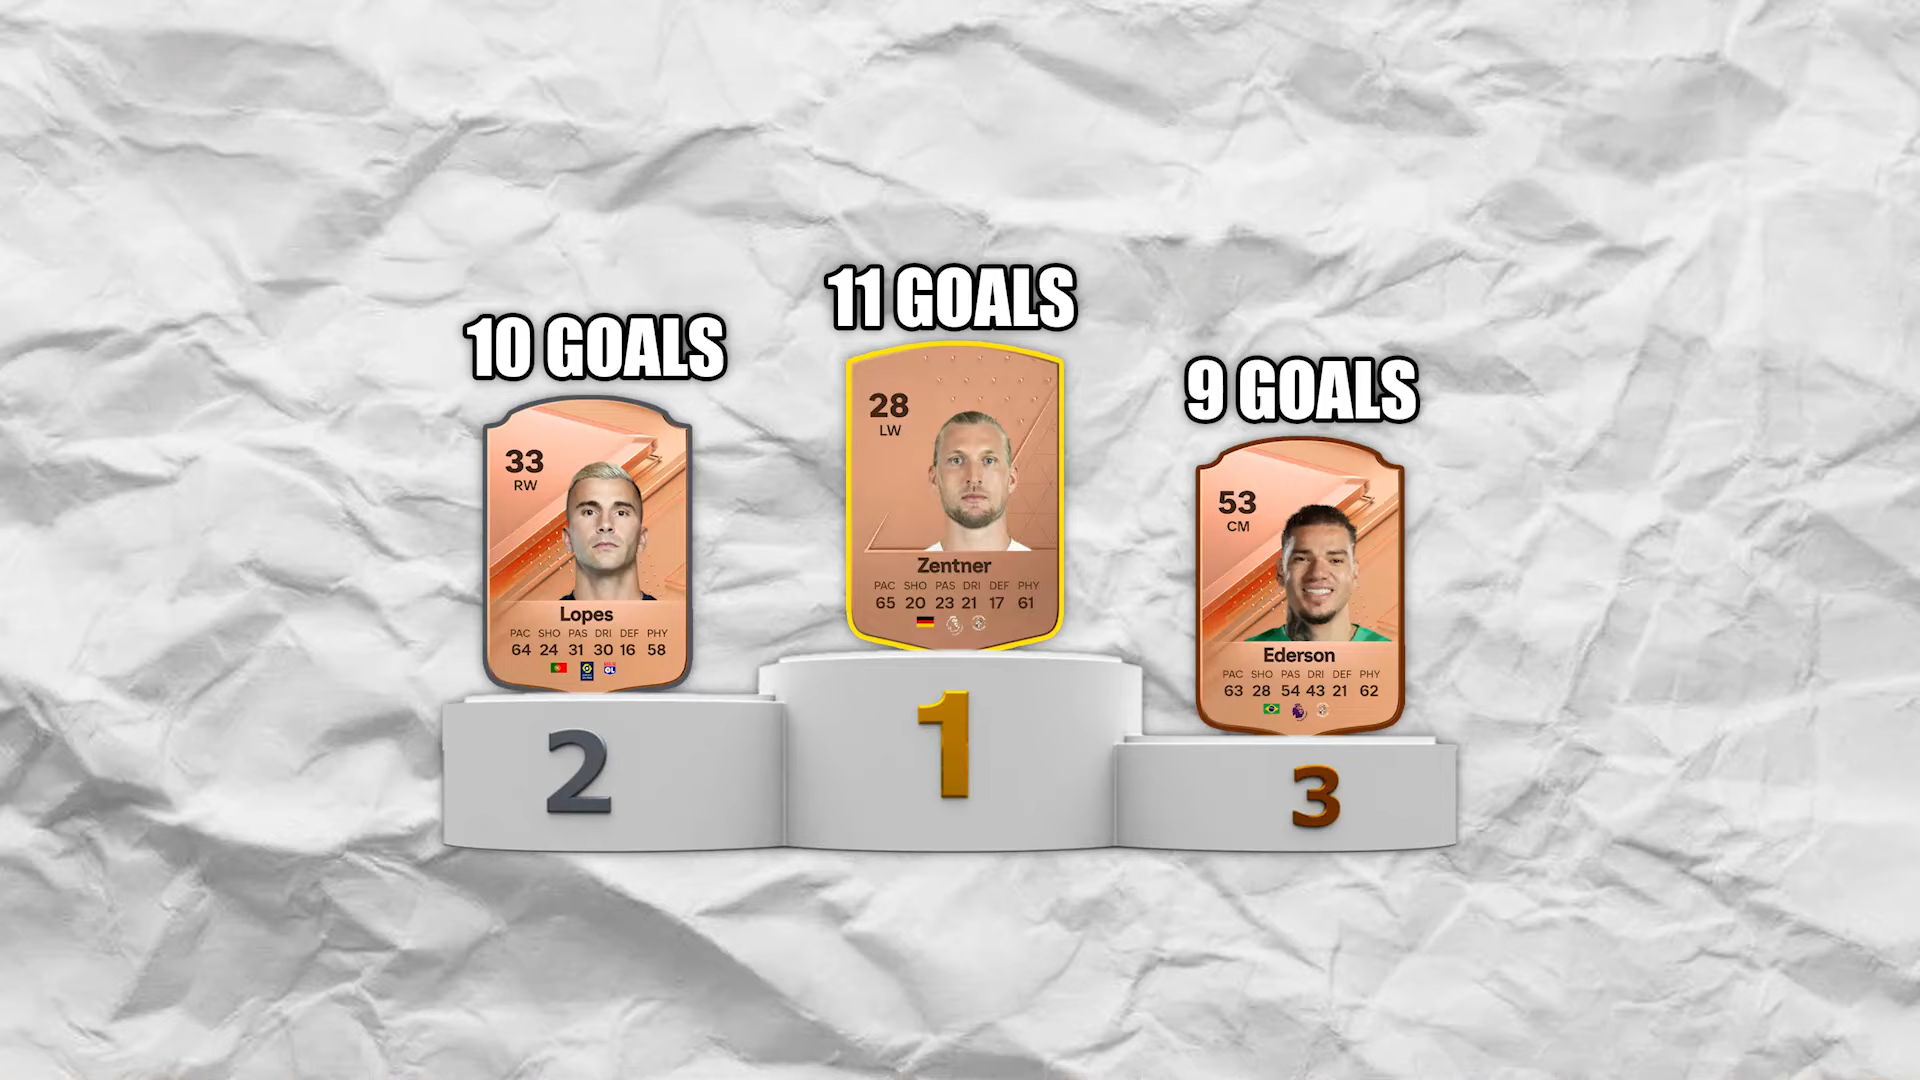 11 GOALS
10 GOALS
9 GOALS
33
RW
Lopes
PAC SHO PAS DRI DEF PHY
64 24 31 30 16 58
28
LW
Zentner
PAC SHO PAS DRI DEF PHY
65 20 23 21 17 61
53
CM
Ederson
PAC SHO PAS DRI DEF PHY
63 28 54 43 21 62
OL
2
1
3